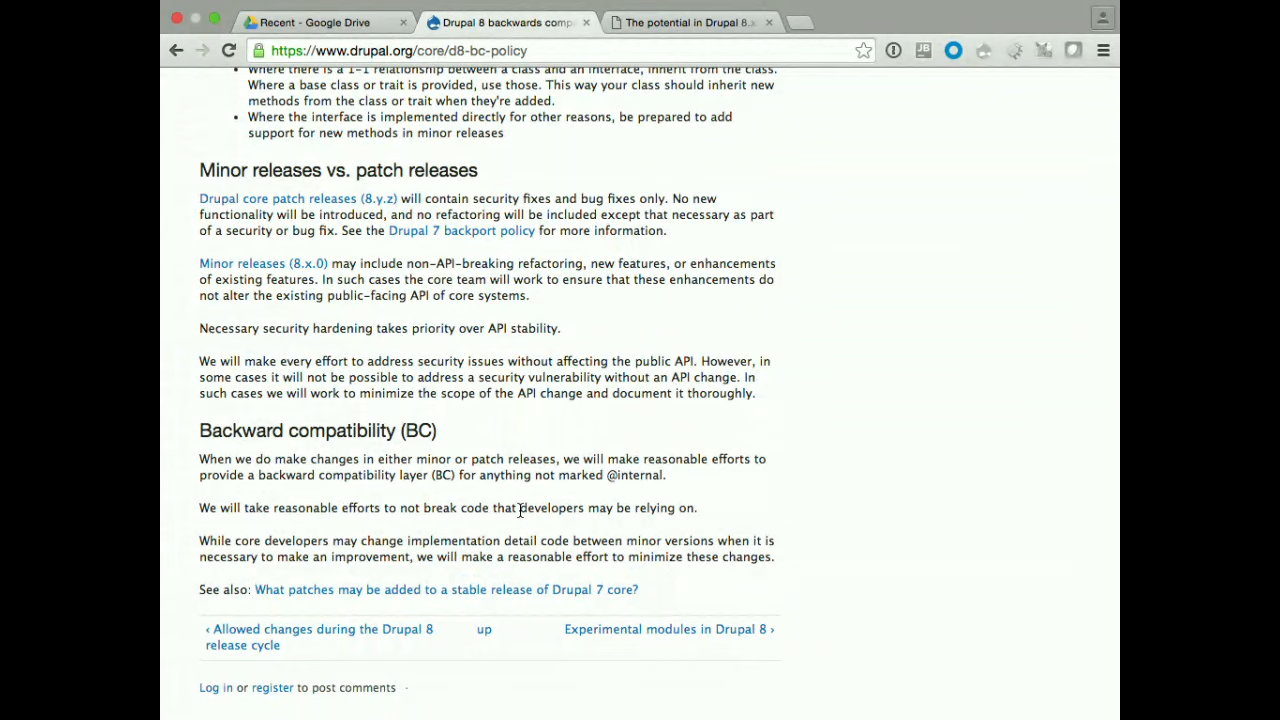 Recent - Google Drive
Drupal 8 backwards comp
The potential in Drupal 8.
https://www.drupal.org/core/d8-bc-policy
JB
• Where there is a 1-1 relationship between a class and an interface, inherit from the class.
Where a base class or trait is provided, use those. This way your class should inherit new
methods from the class or trait when they're added.
• Where the interface is implemented directly for other reasons, be prepared to add
support for new methods in minor releases
Minor releases vs. patch releases
Drupal core patch releases (8.y.z) will contain security fixes and bug fixes only. No new
functionality will be introduced, and no refactoring will be included except that necessary as part
of a security or bug fix. See the Drupal 7 backport policy for more information.
Minor releases (8.x.0) may include non-API-breaking refactoring, new features, or enhancements
of existing features. In such cases the core team will work to ensure that these enhancements do
not alter the existing public-facing API of core systems.
Necessary security hardening takes priority over API stability.
We will make every effort to address security issues without affecting the public API. However, in
some cases it will not be possible to address a security vulnerability without an API change. In
such cases we will work to minimize the scope of the API change and document it thoroughly.
Backward compatibility (BC)
When we do make changes in either minor or patch releases, we will make reasonable efforts to
provide a backward compatibility layer (BC) for anything not marked @internal.
We will take reasonable efforts to not break code that developers may be relying on.
While core developers may change implementation detail code between minor versions when it is
necessary to make an improvement, we will make a reasonable effort to minimize these changes.
See also: What patches may be added to a stable release of Drupal 7 core?
‹ Allowed changes during the Drupal 8
release cycle
up
Experimental modules in Drupal 8 ›
Log in or register to post comments